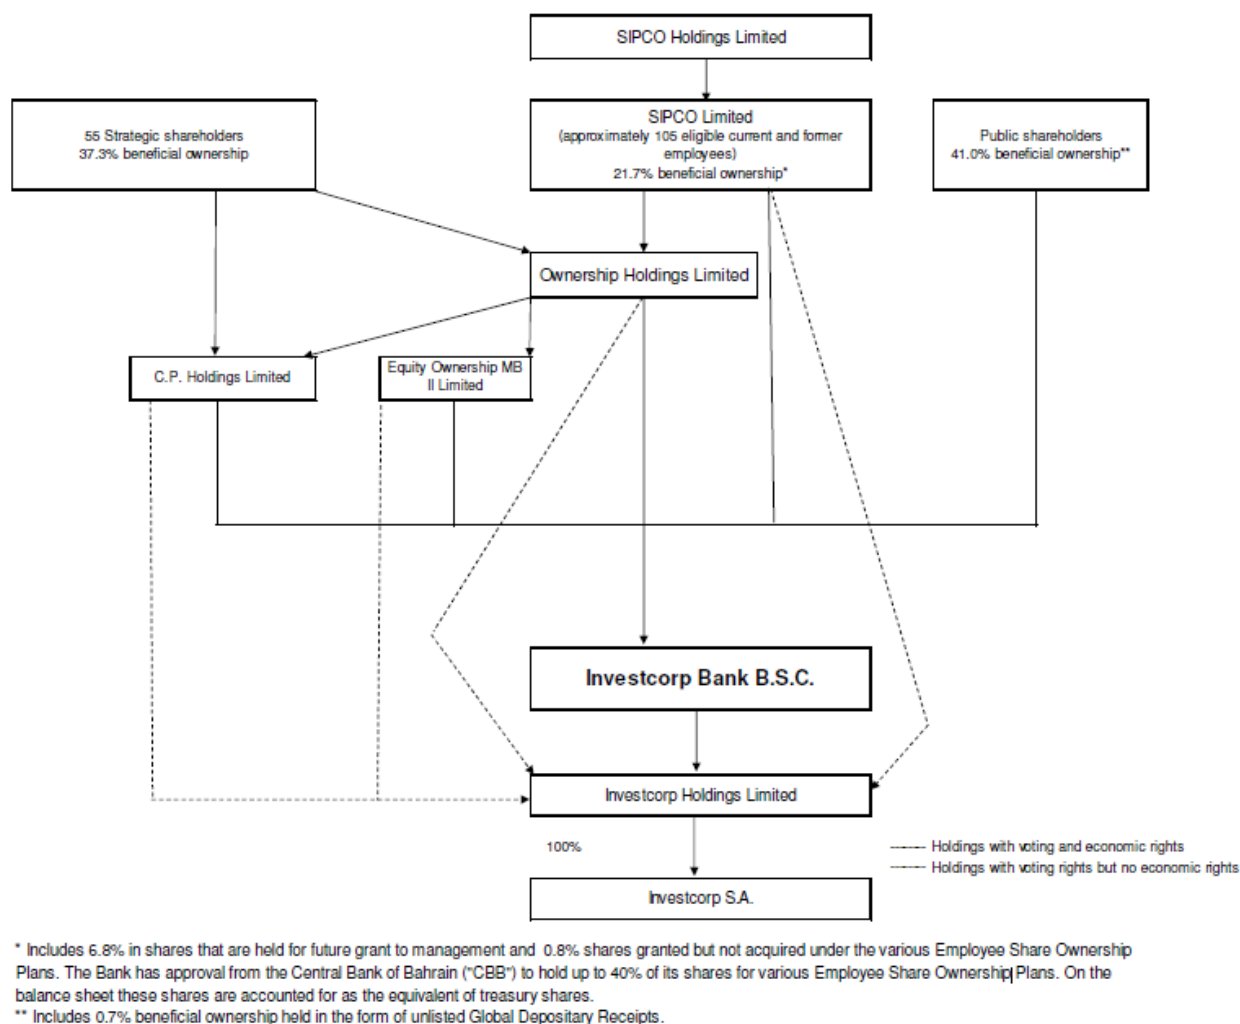 SIPCO Holdings Limited
55 Strategic shareholders
37.3% beneficial ownership
SIPCO Limited
(approximately 105 eligible current and former
employees)
21.7% beneficial ownership*
Public shareholders
41.0% beneficial ownership**
Ownership Holdings Limited
C.P. Holdings Limited
Equity Ownership MB
II Limited
Investcorp Bank B.S.C.
Investcorp Holdings Limited
100%
Holdings with voting and economic rights
Holdings with voting rights but no economic rights
Investcorp S.A.
* Includes 6.8% in shares that are held for future grant to management and 0.8% shares granted but not acquired under the various Employee Share Ownership
Plans. The Bank has approval from the Central Bank of Bahrain ("CBB") to hold up to 40% of its shares for various Employee Share Ownership Plans. On the
balance sheet these shares are accounted for as the equivalent of treasury shares.
** Includes 0.7% beneficial ownership held in the form of unlisted Global Depositary Receipts.